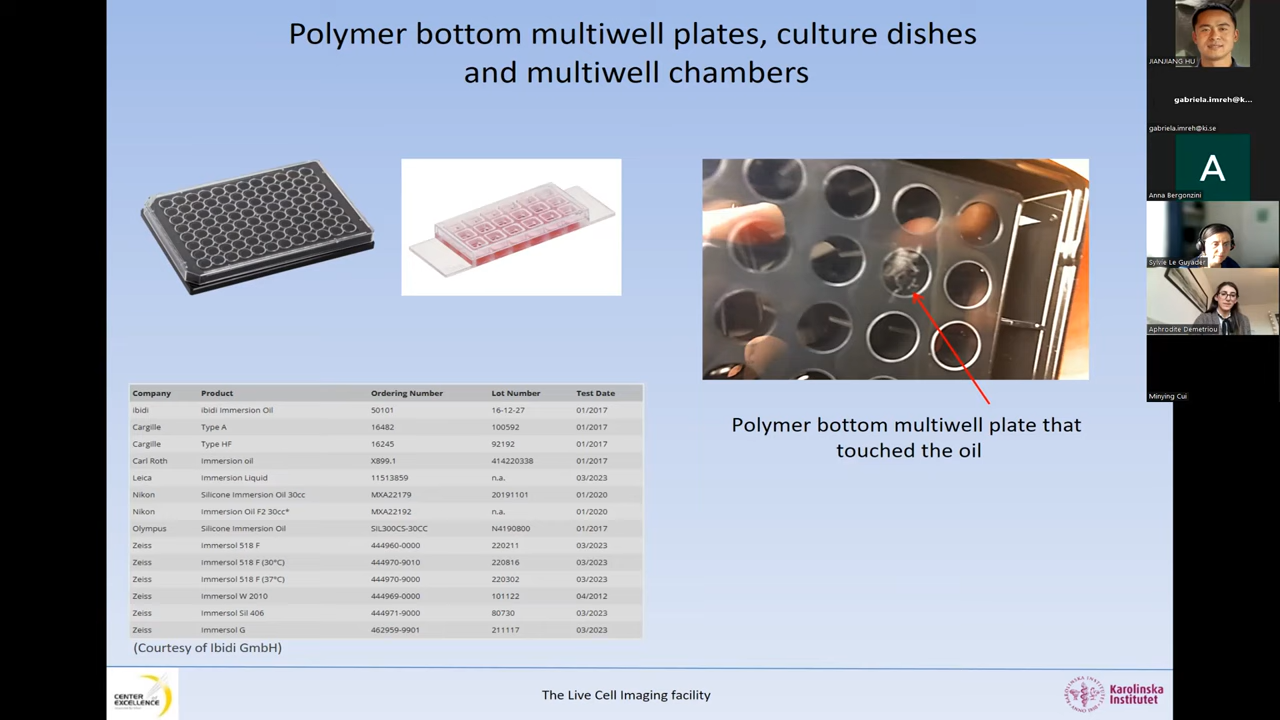 Polymer bottom multiwell plates, culture dishes
and multiwell chambers
Company Product Ordering Number Lot Number Test Date
ibidi ibidi Immersion Oil 50101 16-12-27 01/2017
Cargille Type A 16482 100592 01/2017
Cargille Type HF 16245 92192 01/2017
Carl Roth Immersion oil X899.1 414220338 01/2017
Leica Immersion Liquid 11513859 n.a. 03/2023
Nikon Silicone Immersion Oil 30cc MXA22179 20191101 01/2020
Nikon Immersion Oil F2 30cc* MXA22192 n.a. 01/2020
Olympus Silicone Immersion Oil SIL300CS-30CC N4190800 01/2017
Zeiss Immersol 518 F 444960-0000 220211 03/2023
Zeiss Immersol 518 F (30°C) 444970-9010 220816 03/2023
Zeiss Immersol 518 F (37°C) 444970-9000 220302 03/2023
Zeiss Immersol W 2010 444969-0000 101122 04/2012
Zeiss Immersol Sil 406 444971-9000 80730 03/2023
Zeiss Immersol G 462959-9901 211117 03/2023
(Courtesy of Ibidi GmbH)
Polymer bottom multiwell plate that
touched the oil
CENTER of
EXCELLENCE
The Live Cell Imaging facility
Karolinska
Institutet
JIANJIANG HU
gabriela.imreh@k...
gabriela.imreh@ki.se
A
Anna Bergonzini
Sylvie Le Guyader
Aphrodite Demetriou
Minying Cui